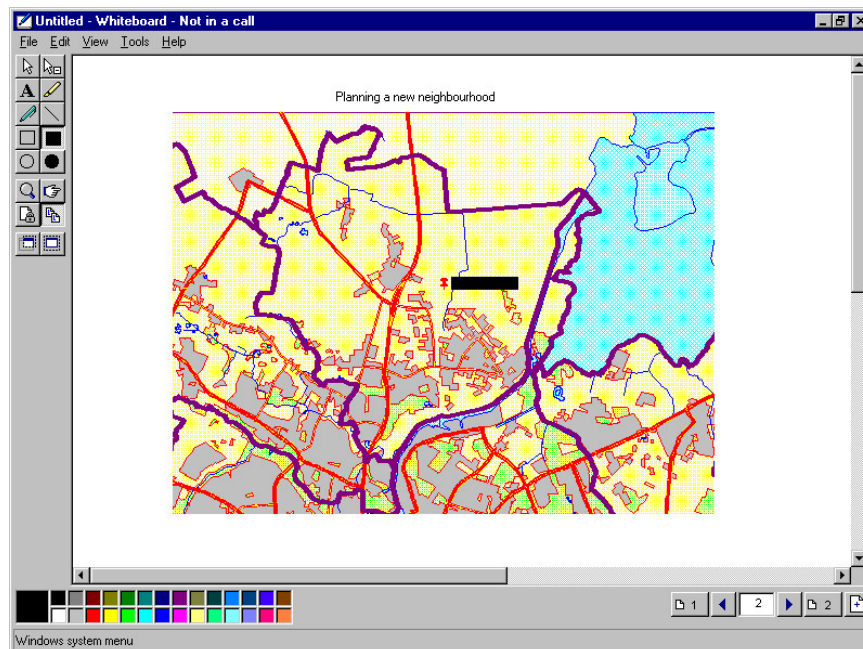 Untitled - Whiteboard - Not in a call
File Edit View Tools Help
A
Planning a new neighbourhood
1 2 2
Windows system menu